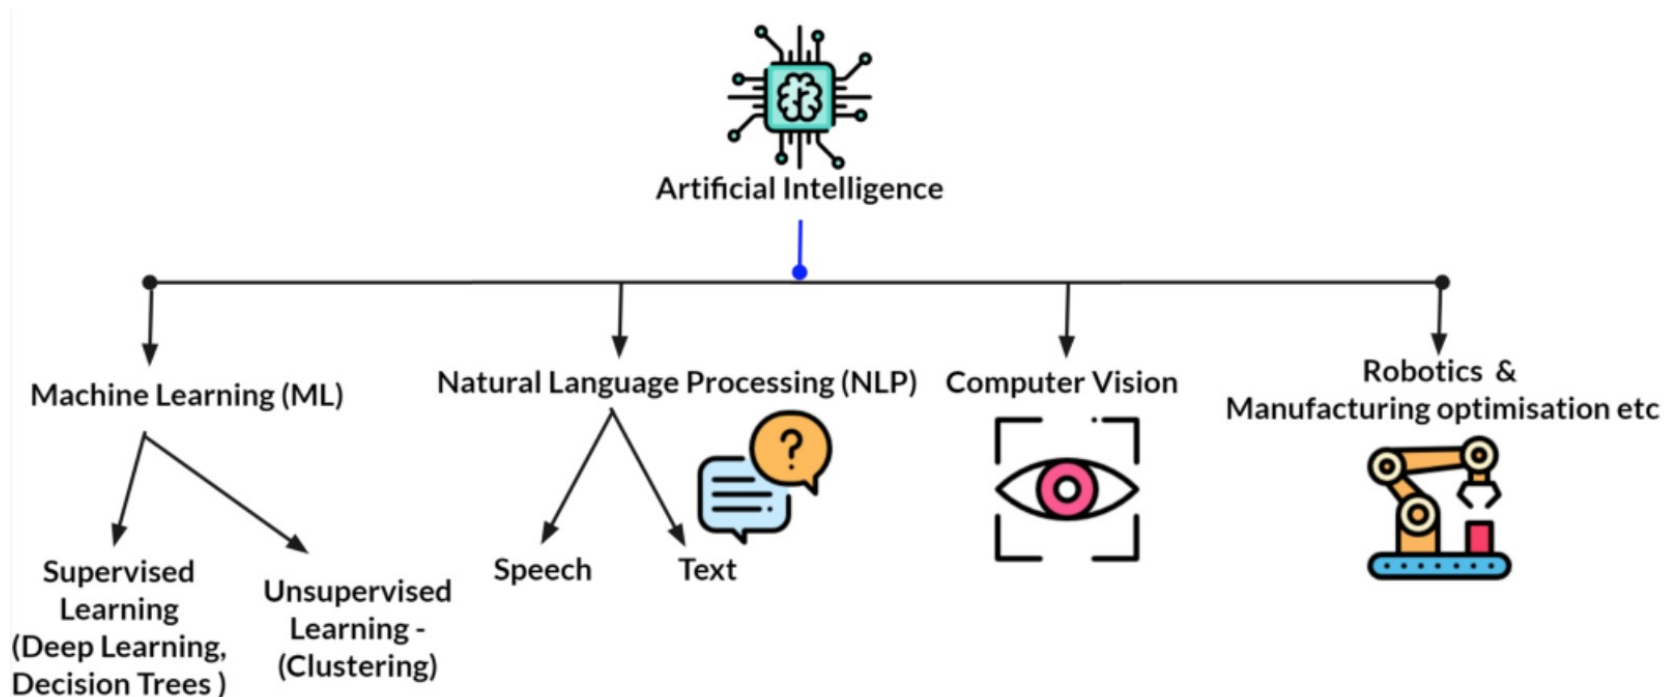 Artificial Intelligence
Machine Learning (ML)
Natural Language Processing (NLP)
Computer Vision
Robotics &
Manufacturing optimisation etc
Supervised
Learning
(Deep Learning,
Decision Trees )
Unsupervised
Learning -
(Clustering)
Speech
Text
?